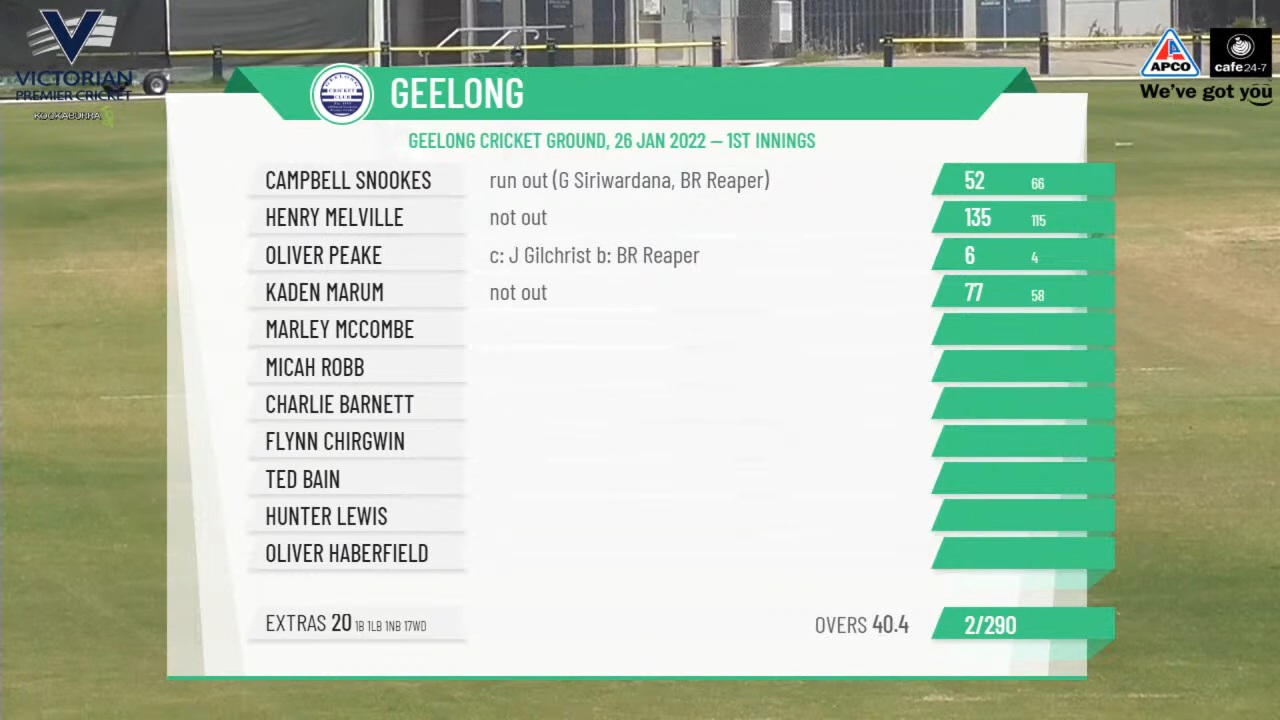 VICTORIAN
PREMIER CRICKET
KOOKABURRA
APCO
cafe24-7
We've got you
GEELONG
CRICKET
CLUB
GEELONG
GEELONG CRICKET GROUND, 26 JAN 2022 – 1ST INNINGS
CAMPBELL SNOOKES run out (G Siriwardana, BR Reaper) 52 66
HENRY MELVILLE not out 135 115
OLIVER PEAKE c: J Gilchrist b: BR Reaper 6 4
KADEN MARUM not out 77 58
MARLEY MCCOMBE
MICAH ROBB
CHARLIE BARNETT
FLYNN CHIRGWIN
TED BAIN
HUNTER LEWIS
OLIVER HABERFIELD
EXTRAS 20 1B 1LB 1NB 17WD OVERS 40.4 2/290